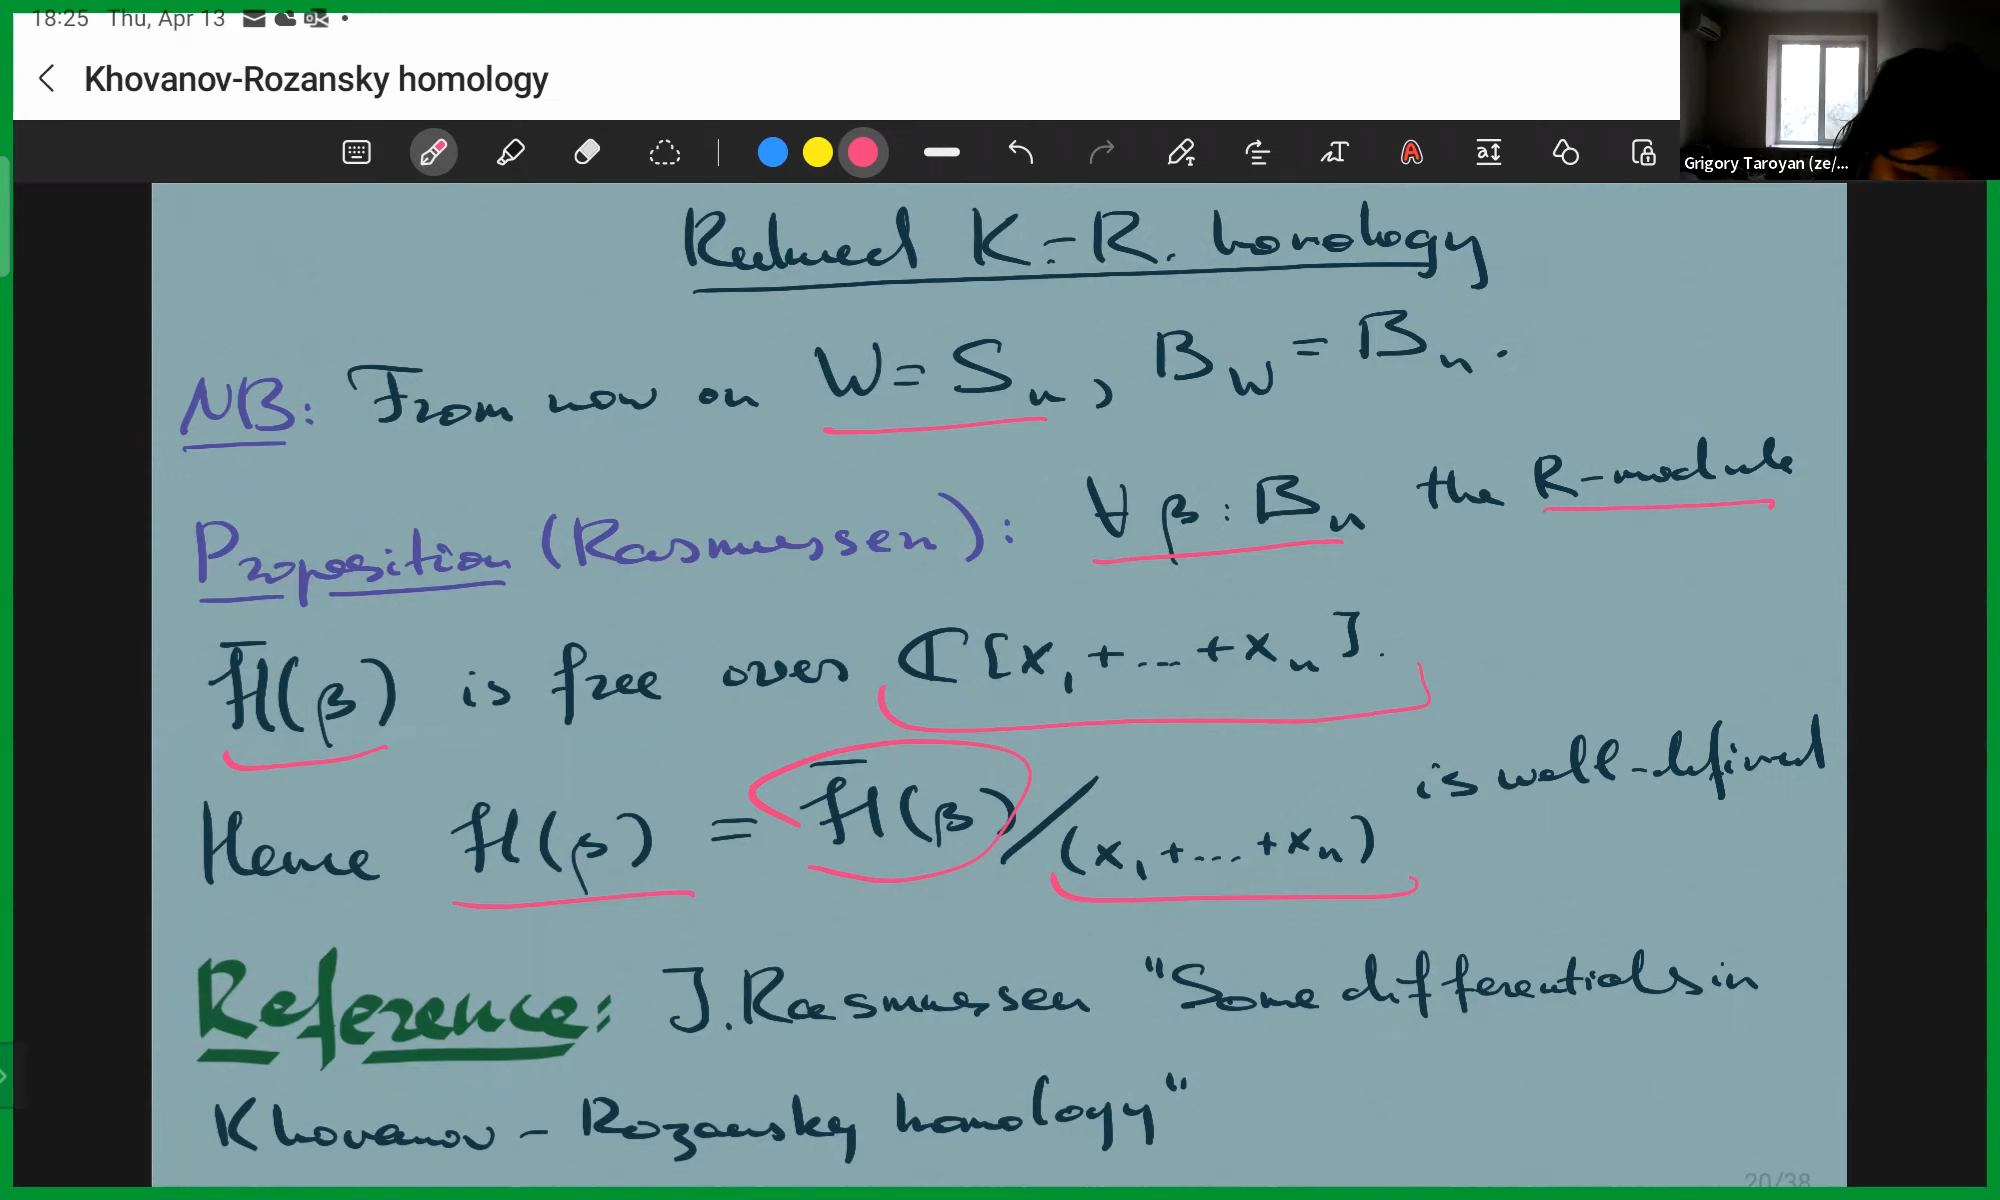 18:25 Thu, Apr 13
Khovanov-Rozansky homology
Grigory Taroyan (ze/...
Reduced K.-R. homology
NB: From now on W = Sₙ, B_W = Bₙ.
Proposition (Rasmussen): ∀ β : Bₙ the R-module
H̄(β) is free over ℂ[x₁+...+xₙ].
Hence H(β) = H̄(β)/(x₁+...+xₙ) is well-defined
Reference: J. Rasmussen "Some differentials in
Khovanov-Rozansky homology"
20/38